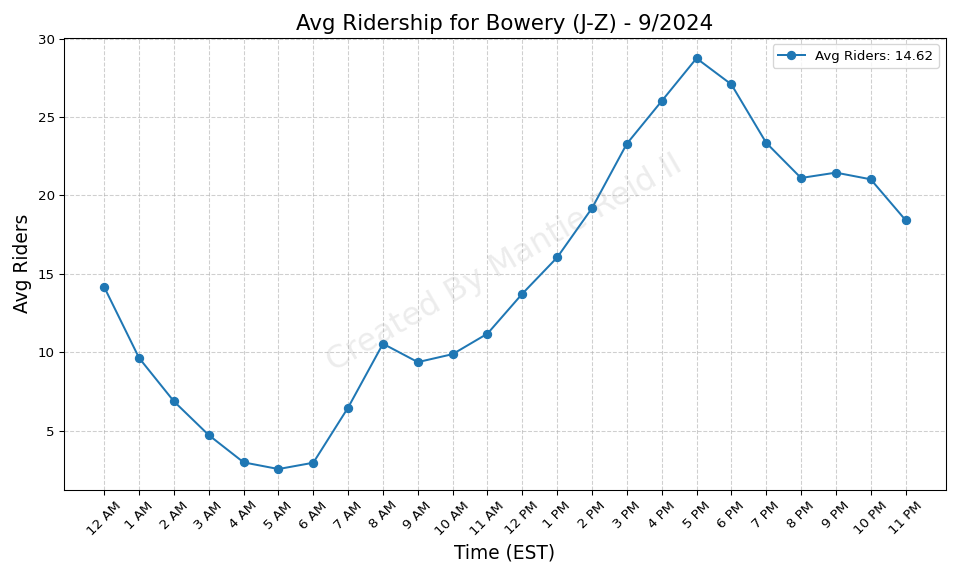 Avg Ridership for Bowery (J-Z) - 9/2024
Avg Riders: 14.62
Avg Riders
30
25
20
15
10
5
Created By Mantie Reid II
12 AM
1 AM
2 AM
3 AM
4 AM
5 AM
6 AM
7 AM
8 AM
9 AM
10 AM
11 AM
12 PM
1 PM
2 PM
3 PM
4 PM
5 PM
6 PM
7 PM
8 PM
9 PM
10 PM
11 PM
Time (EST)